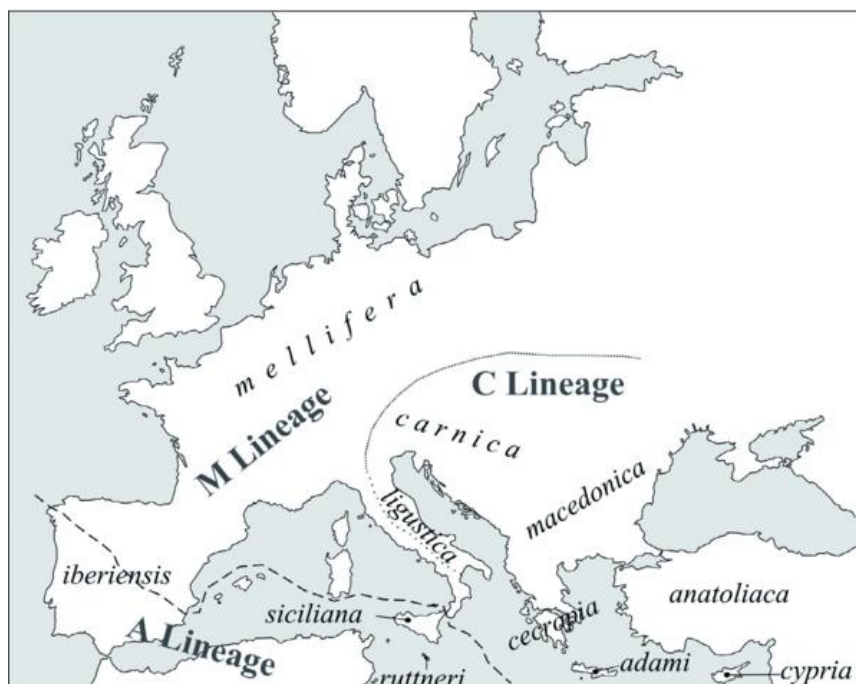 mellifera
C Lineage
M Lineage
carnica
ligustica
macedonica
iberiensis
anatoliaca
siciliana
cecropia
A Lineage
adami
ruttneri
cypria